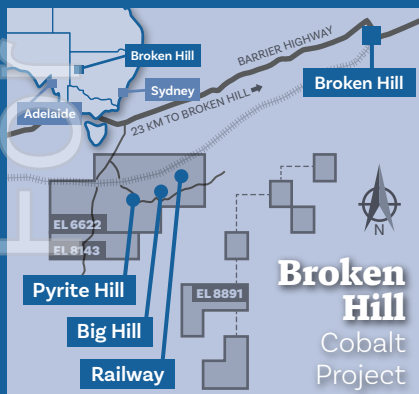 For
Broken Hill
Sydney
Adelaide
BARRIER HIGHWAY
Broken Hill
23 KM TO BROKEN HILL
EL 6622
EL 8143
EL 8891
N
Pyrite Hill
Big Hill
Railway
Broken
Hill
Cobalt
Project